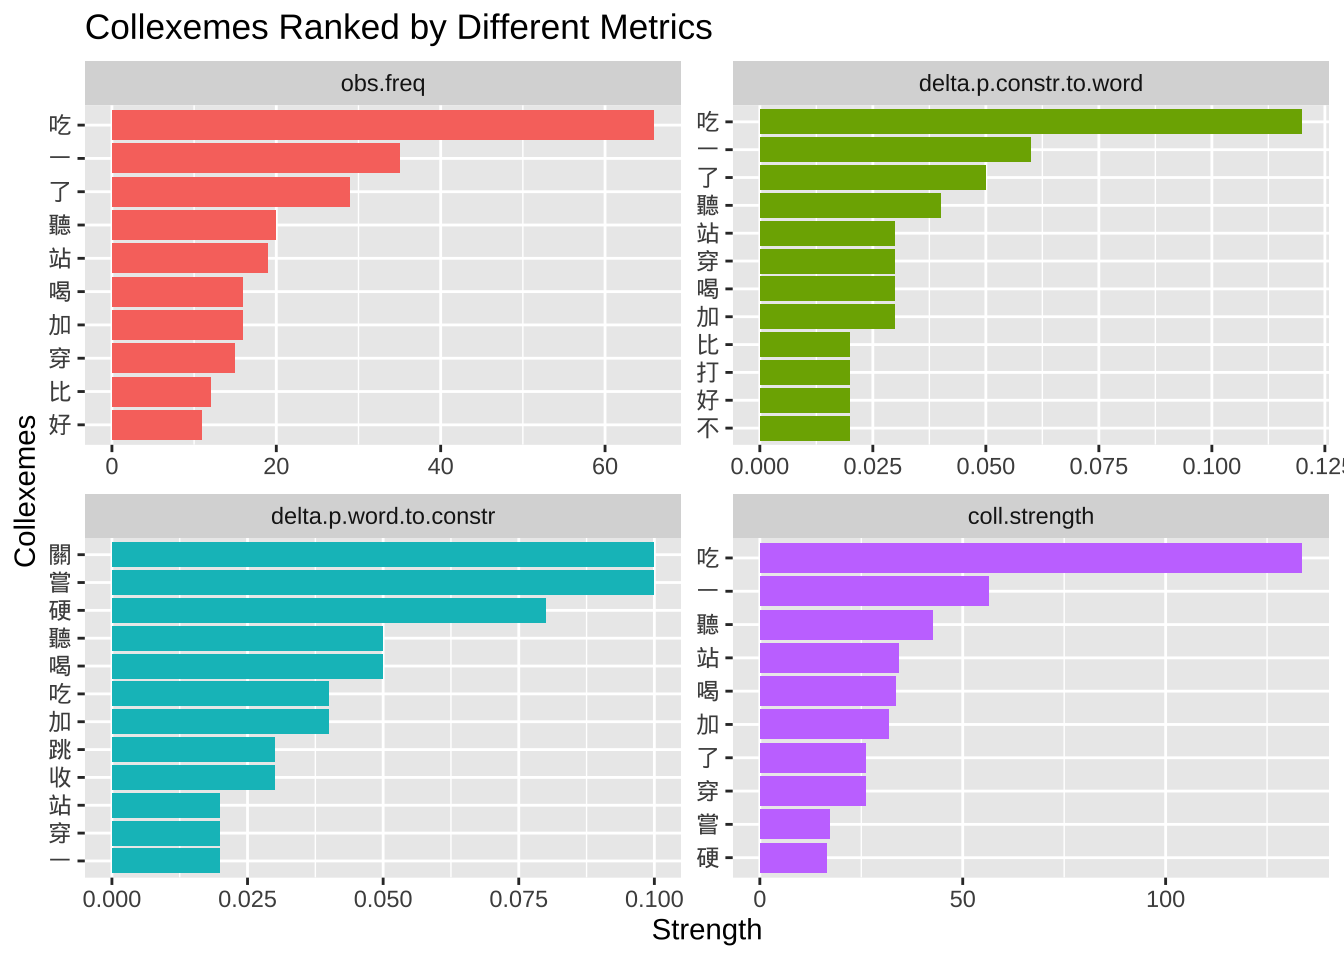 Collexemes Ranked by Different Metrics
obs.freq
吃
一
了
聽
站
喝
加
穿
比
好
0 20 40 60
delta.p.constr.to.word
吃
一
了
聽
站
穿
喝
加
比
打
好
不
0.000 0.025 0.050 0.075 0.100 0.125
Collexemes
delta.p.word.to.constr
關
嘗
硬
聽
喝
吃
加
跳
收
站
穿
一
0.000 0.025 0.050 0.075 0.100
coll.strength
吃
一
聽
站
喝
加
了
穿
嘗
硬
0 50 100
Strength